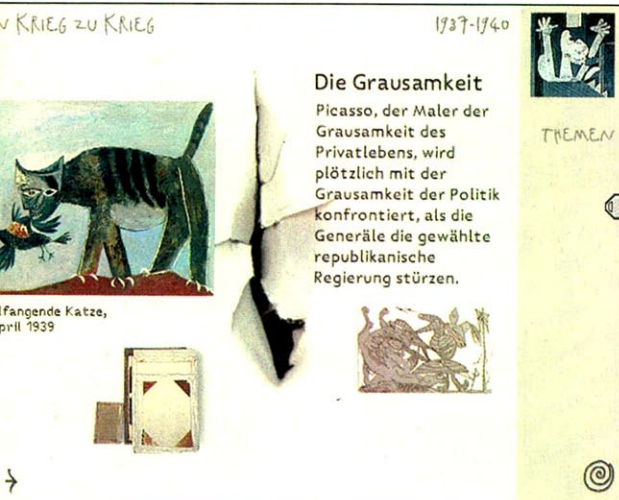 KRIEG ZU KRIEG
1937-1940
Die Grausamkeit
Picasso, der Maler der
Grausamkeit des
Privatlebens, wird
plötzlich mit der
Grausamkeit der Politik
konfrontiert, als die
Generäle die gewählte
republikanische
Regierung stürzen.
THEMEN
lfangende Katze,
pril 1939